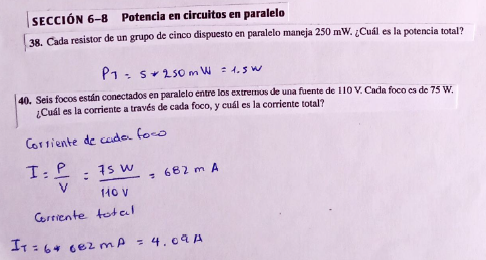 SECCIÓN 6–8 Potencia en circuitos en paralelo
38. Cada resistor de un grupo de cinco dispuesto en paralelo maneja 250 mW. ¿Cuál es la potencia total?
PT = 5 * 250 mW = 1.5 W
40. Seis focos están conectados en paralelo entre los extremos de una fuente de 110 V. Cada foco es de 75 W.
¿Cuál es la corriente a través de cada foco, y cuál es la corriente total?
Corriente de cada foco
I = P/V = 75 W/110 V = 682 mA
Corriente total
IT = 6 * 682 mA = 4.09 A